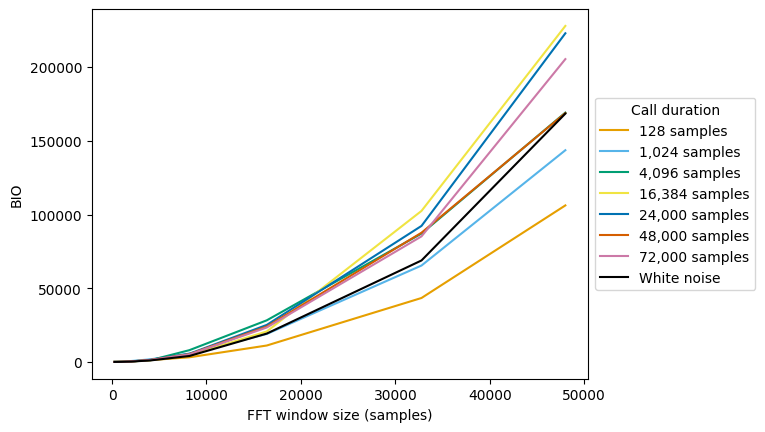 200000
150000
100000
50000
0
BIO
0 10000 20000 30000 40000 50000
FFT window size (samples)
Call duration
128 samples
1,024 samples
4,096 samples
16,384 samples
24,000 samples
48,000 samples
72,000 samples
White noise